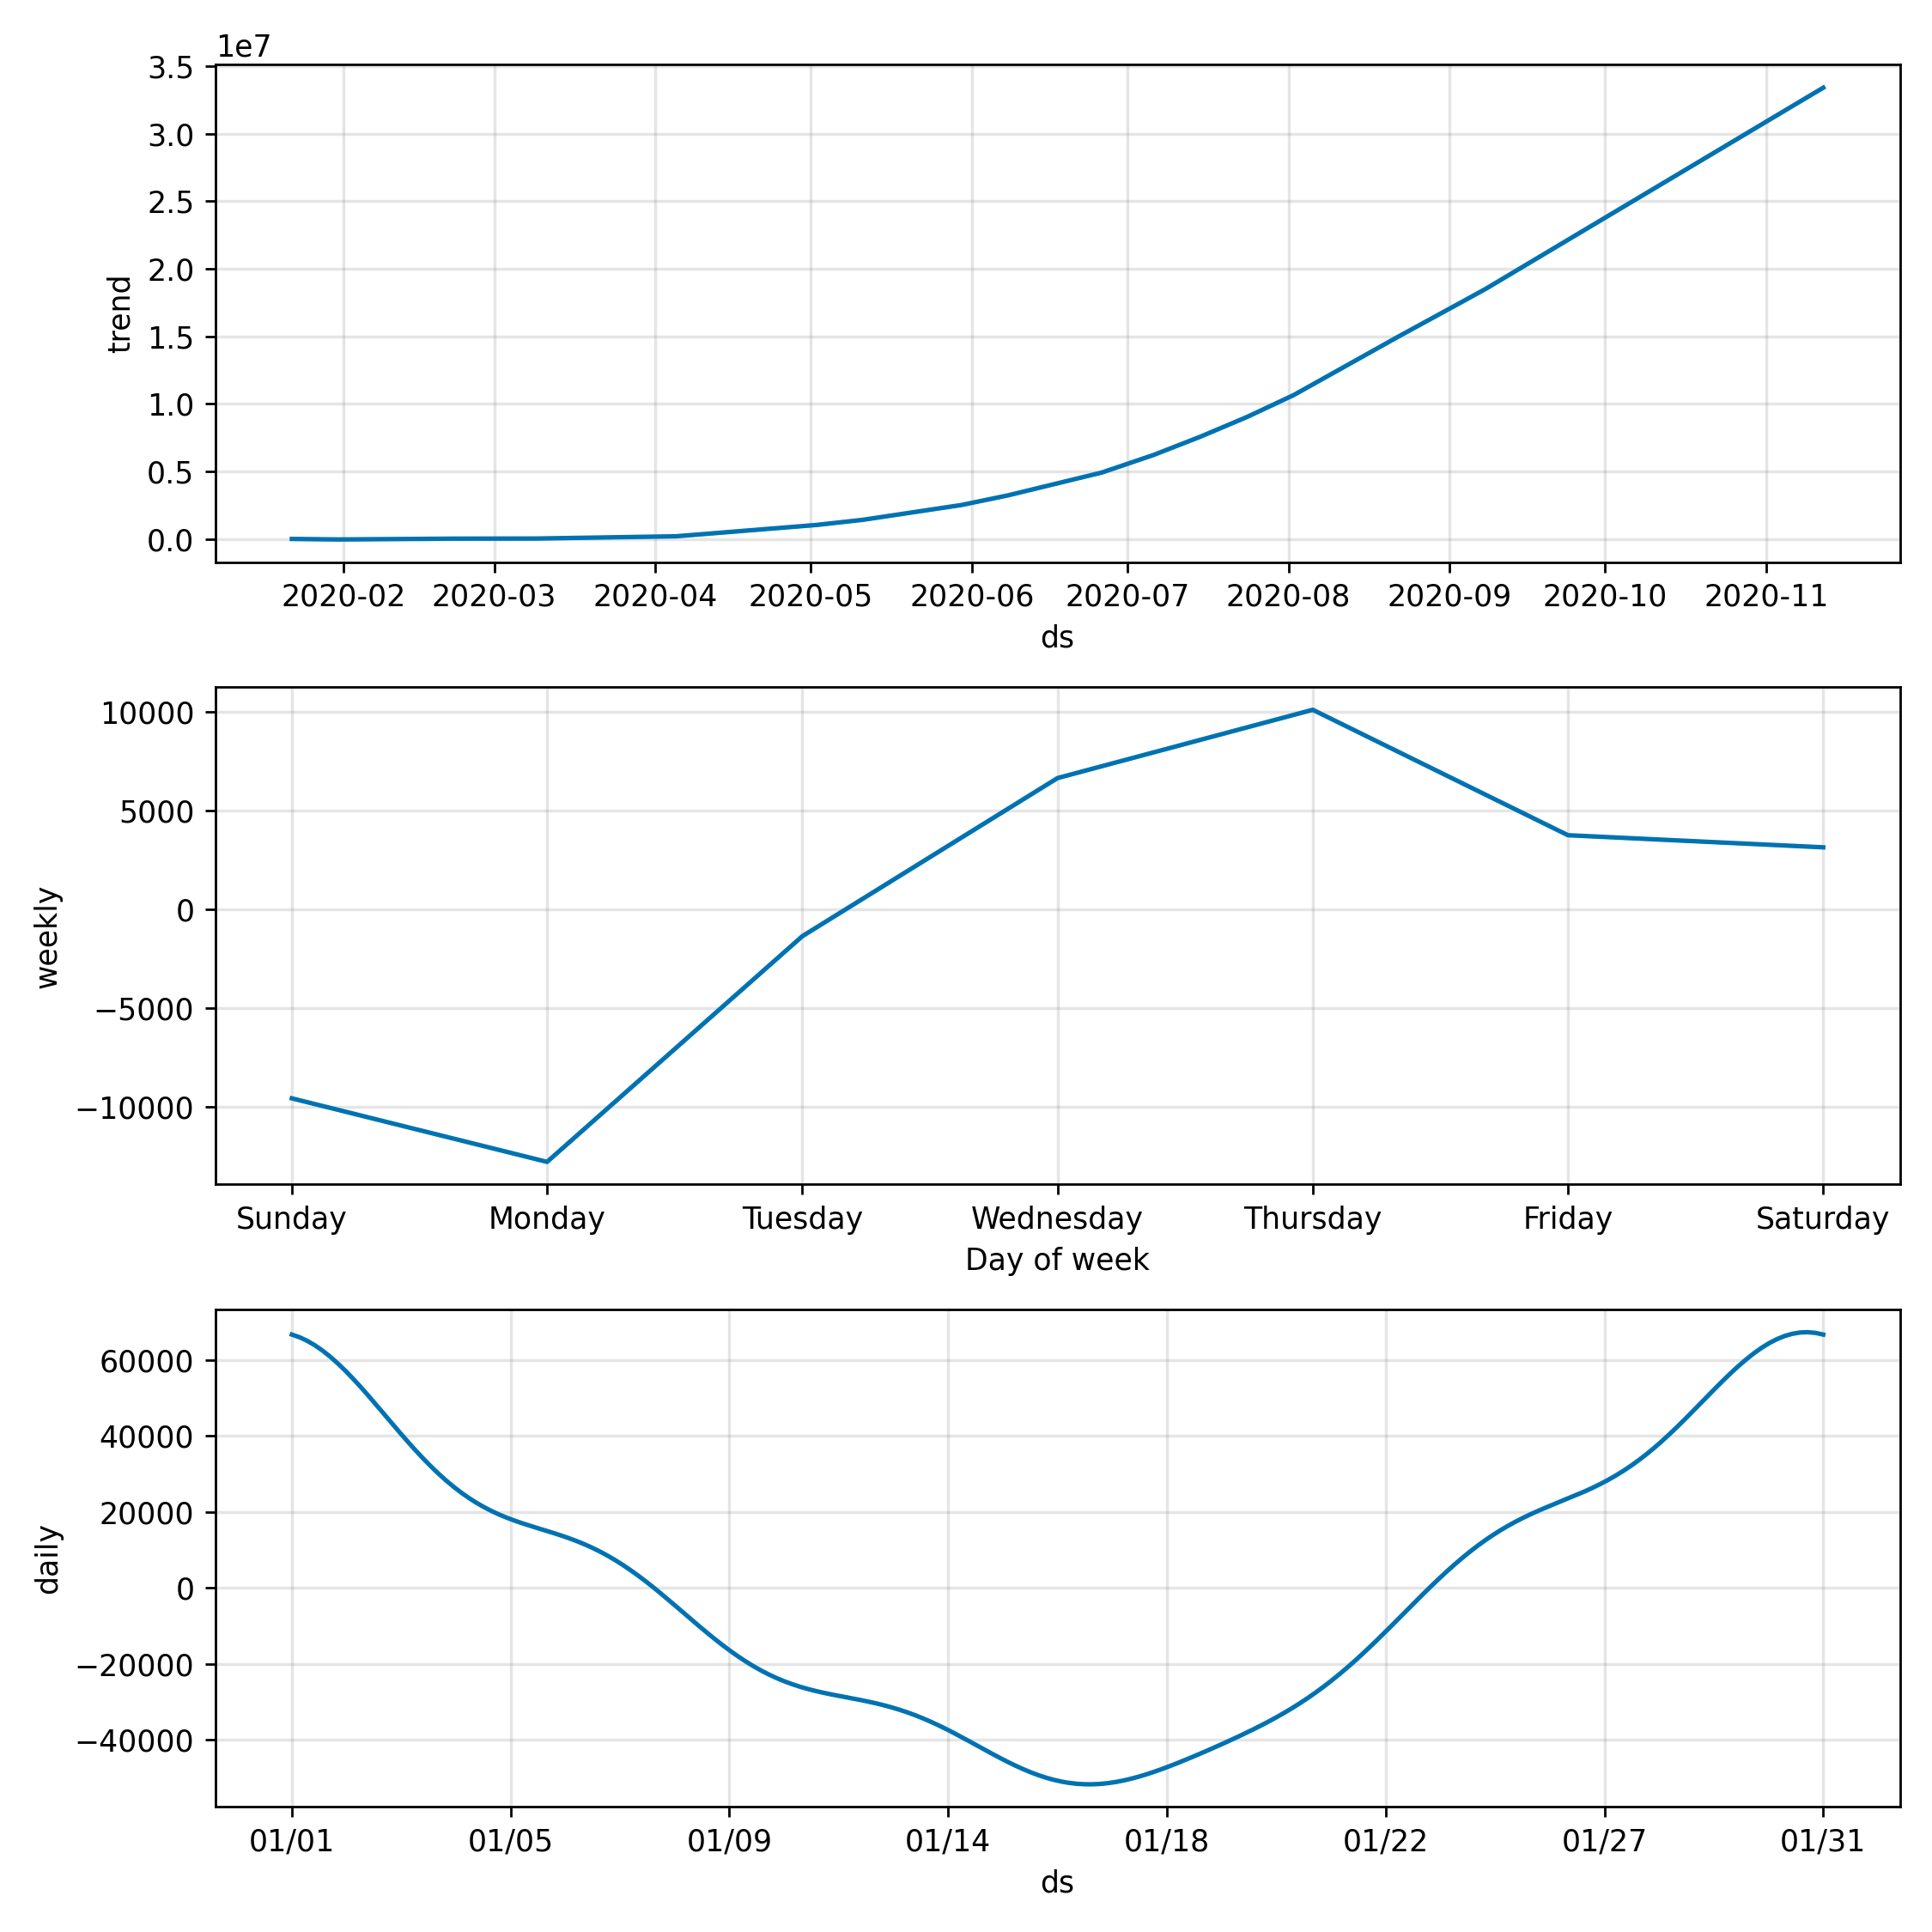 1e7
3.5
3.0
2.5
2.0
1.5
1.0
0.5
0.0
trend
2020-02 2020-03 2020-04 2020-05 2020-06 2020-07 2020-08 2020-09 2020-10 2020-11
ds
10000
5000
0
−5000
−10000
weekly
Sunday Monday Tuesday Wednesday Thursday Friday Saturday
Day of week
60000
40000
20000
0
−20000
−40000
daily
01/01 01/05 01/09 01/14 01/18 01/22 01/27 01/31
ds